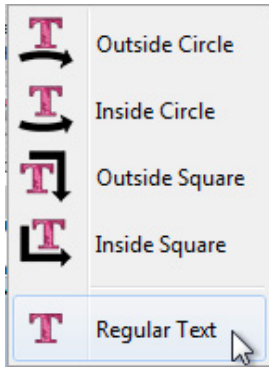 Outside Circle
Inside Circle
Outside Square
Inside Square
Regular Text